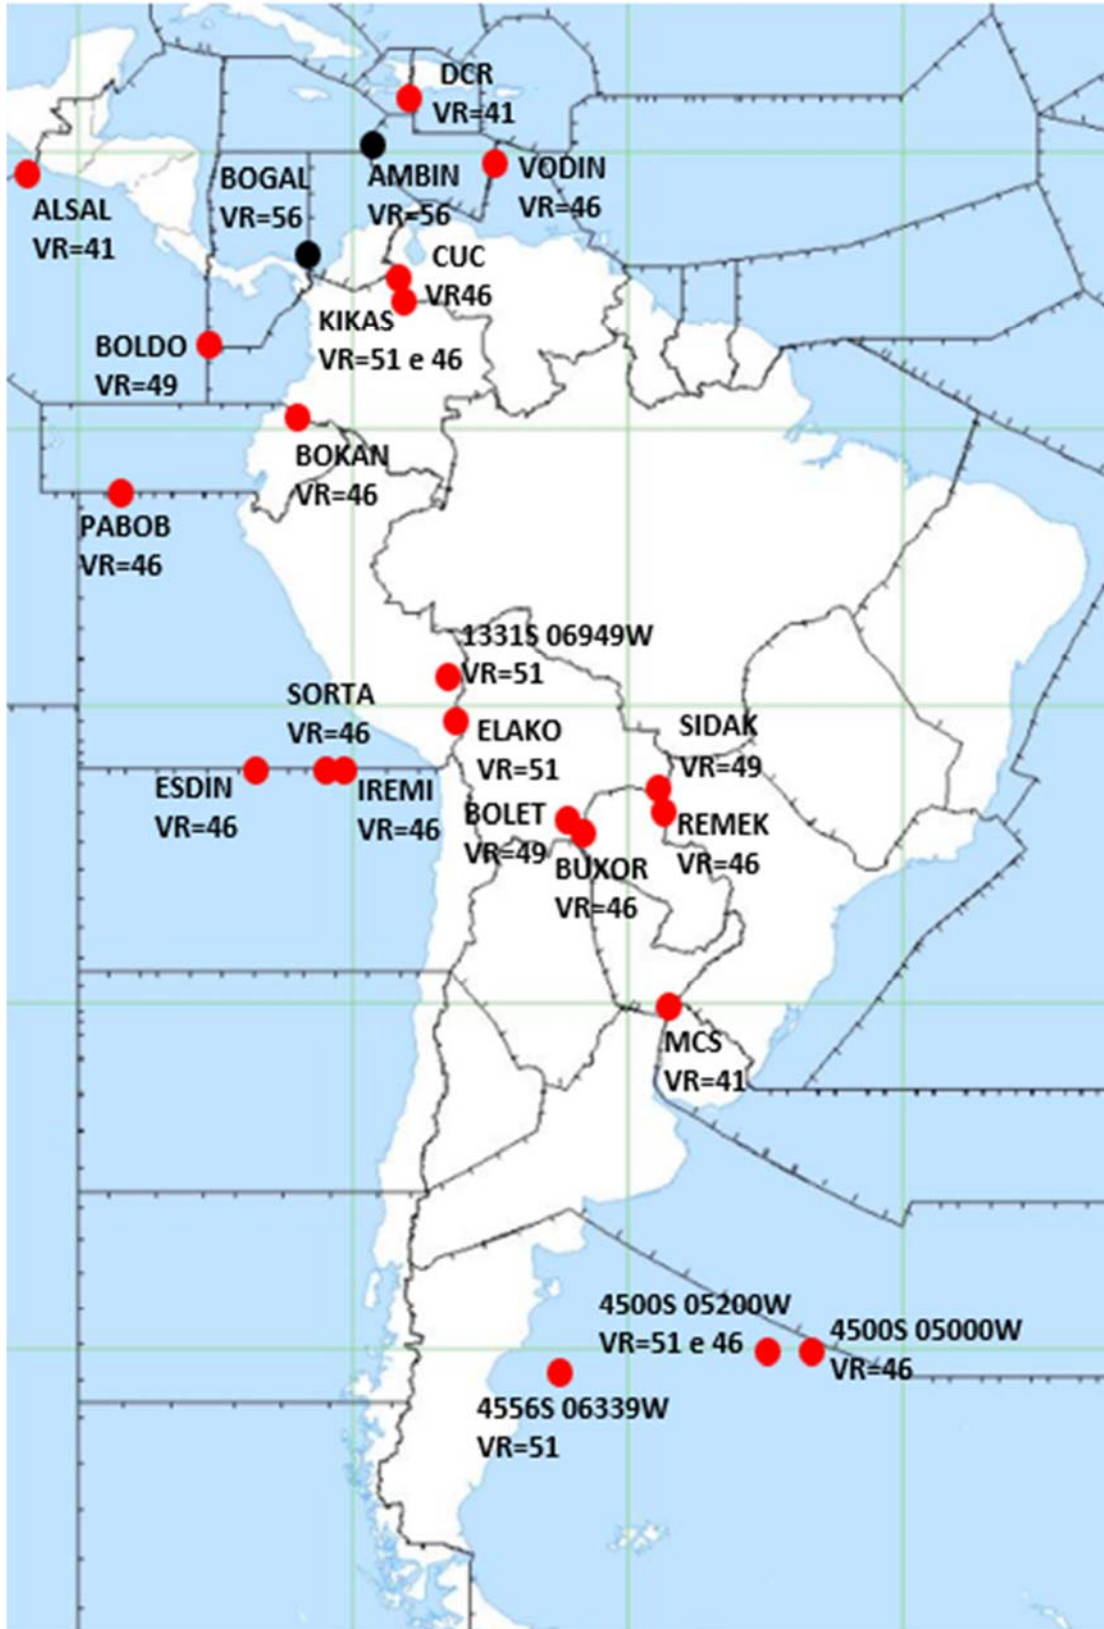 DCR
VR=41
BOGAL
VR=56
AMBIN
VR=56
VODIN
VR=46
ALSAL
VR=41
CUC
VR46
KIKAS
VR=51 e 46
BOLDO
VR=49
BOKAN
VR=46
PABOB
VR=46
1331S 06949W
VR=51
SORTA
VR=46
ELAKO
VR=51
SIDAK
VR=49
ESDIN
VR=46
IREMI
VR=46
BOLET
VR=49
REMEK
VR=46
BUXOR
VR=46
MCS
VR=41
4500S 05200W
VR=51 e 46
4500S 05000W
VR=46
4556S 06339W
VR=51